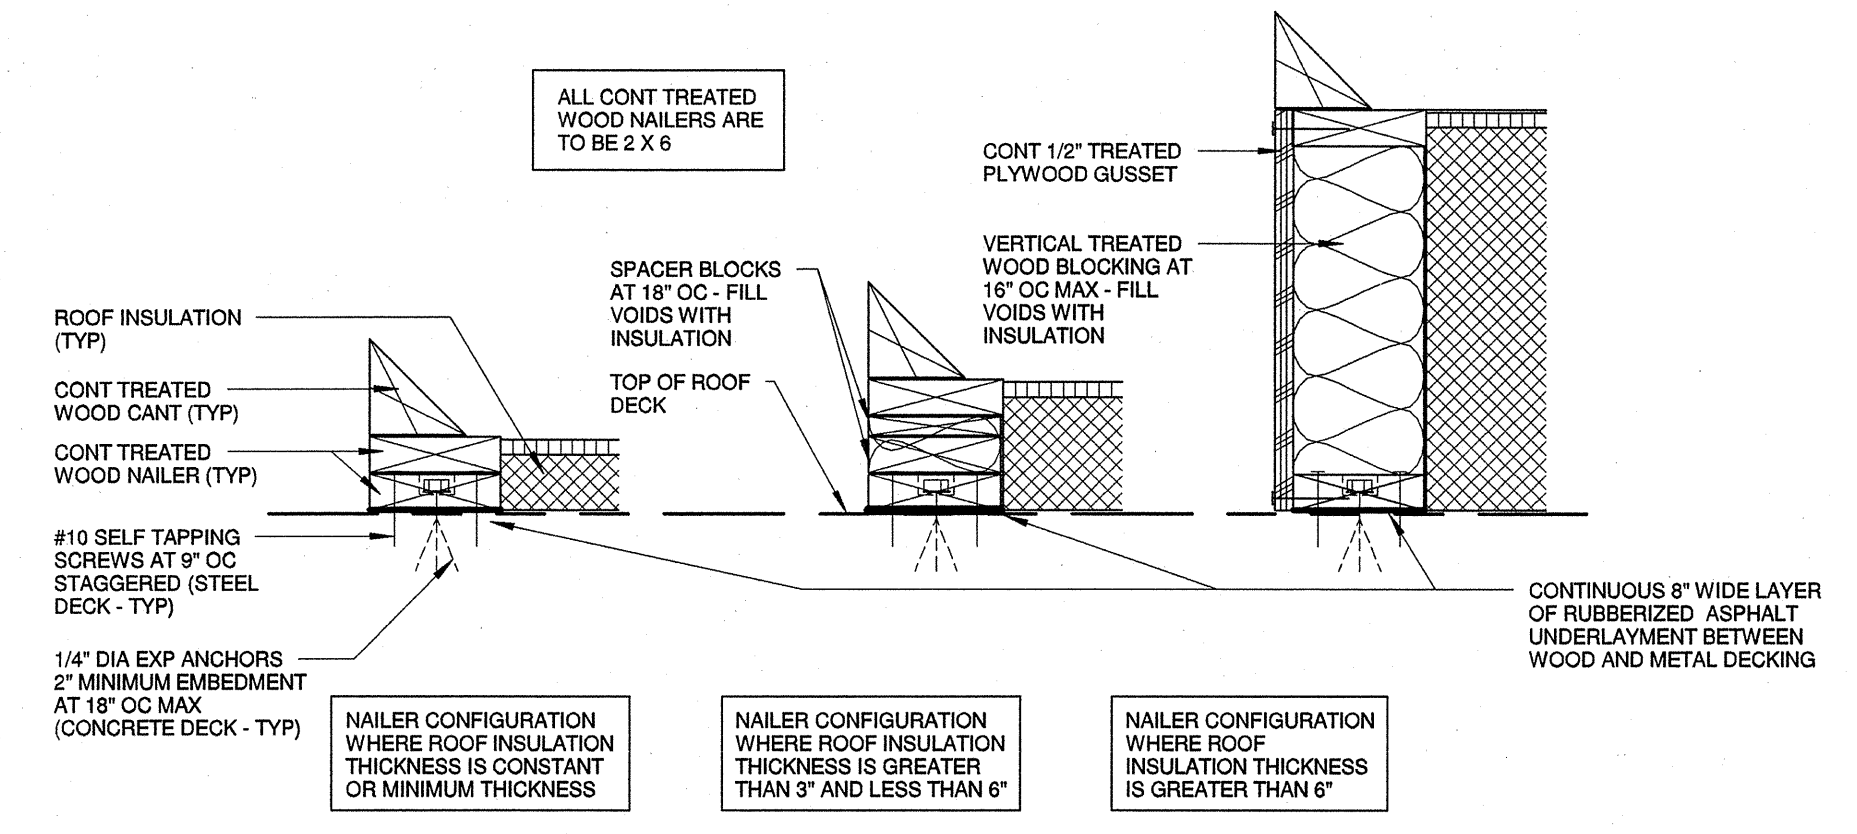 ALL CONT TREATED
WOOD NAILERS ARE
TO BE 2 X 6
CONT 1/2" TREATED
PLYWOOD GUSSET
VERTICAL TREATED
WOOD BLOCKING AT
16" OC MAX - FILL
VOIDS WITH
INSULATION
SPACER BLOCKS
AT 18" OC - FILL
VOIDS WITH
INSULATION
TOP OF ROOF
DECK
ROOF INSULATION
(TYP)
CONT TREATED
WOOD CANT (TYP)
CONT TREATED
WOOD NAILER (TYP)
#10 SELF TAPPING
SCREWS AT 9" OC
STAGGERED (STEEL
DECK - TYP)
1/4" DIA EXP ANCHORS
2" MINIMUM EMBEDMENT
AT 18" OC MAX
(CONCRETE DECK - TYP)
CONTINUOUS 8" WIDE LAYER
OF RUBBERIZED ASPHALT
UNDERLAYMENT BETWEEN
WOOD AND METAL DECKING
NAILER CONFIGURATION
WHERE ROOF INSULATION
THICKNESS IS CONSTANT
OR MINIMUM THICKNESS
NAILER CONFIGURATION
WHERE ROOF INSULATION
THICKNESS IS GREATER
THAN 3" AND LESS THAN 6"
NAILER CONFIGURATION
WHERE ROOF
INSULATION THICKNESS
IS GREATER THAN 6"